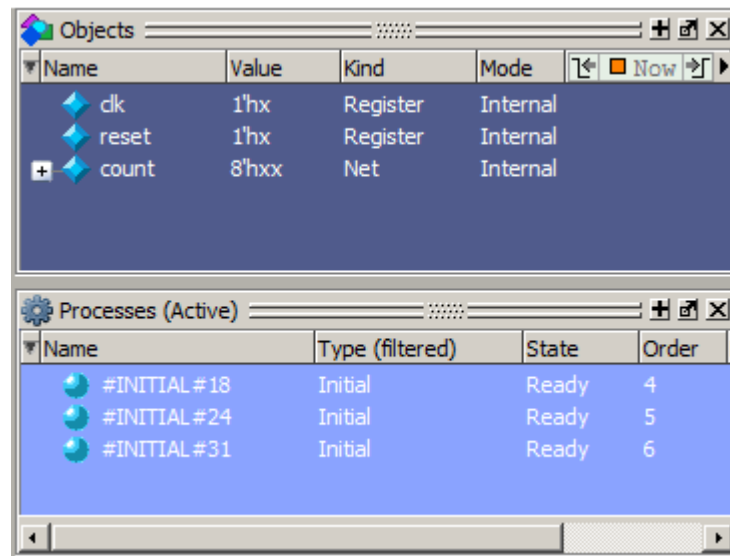 Objects
Name Value Kind Mode Now
clk 1'hx Register Internal
reset 1'hx Register Internal
count 8'hxx Net Internal
Processes (Active)
Name Type (filtered) State Order
#INITIAL#18 Initial Ready 4
#INITIAL#24 Initial Ready 5
#INITIAL#31 Initial Ready 6